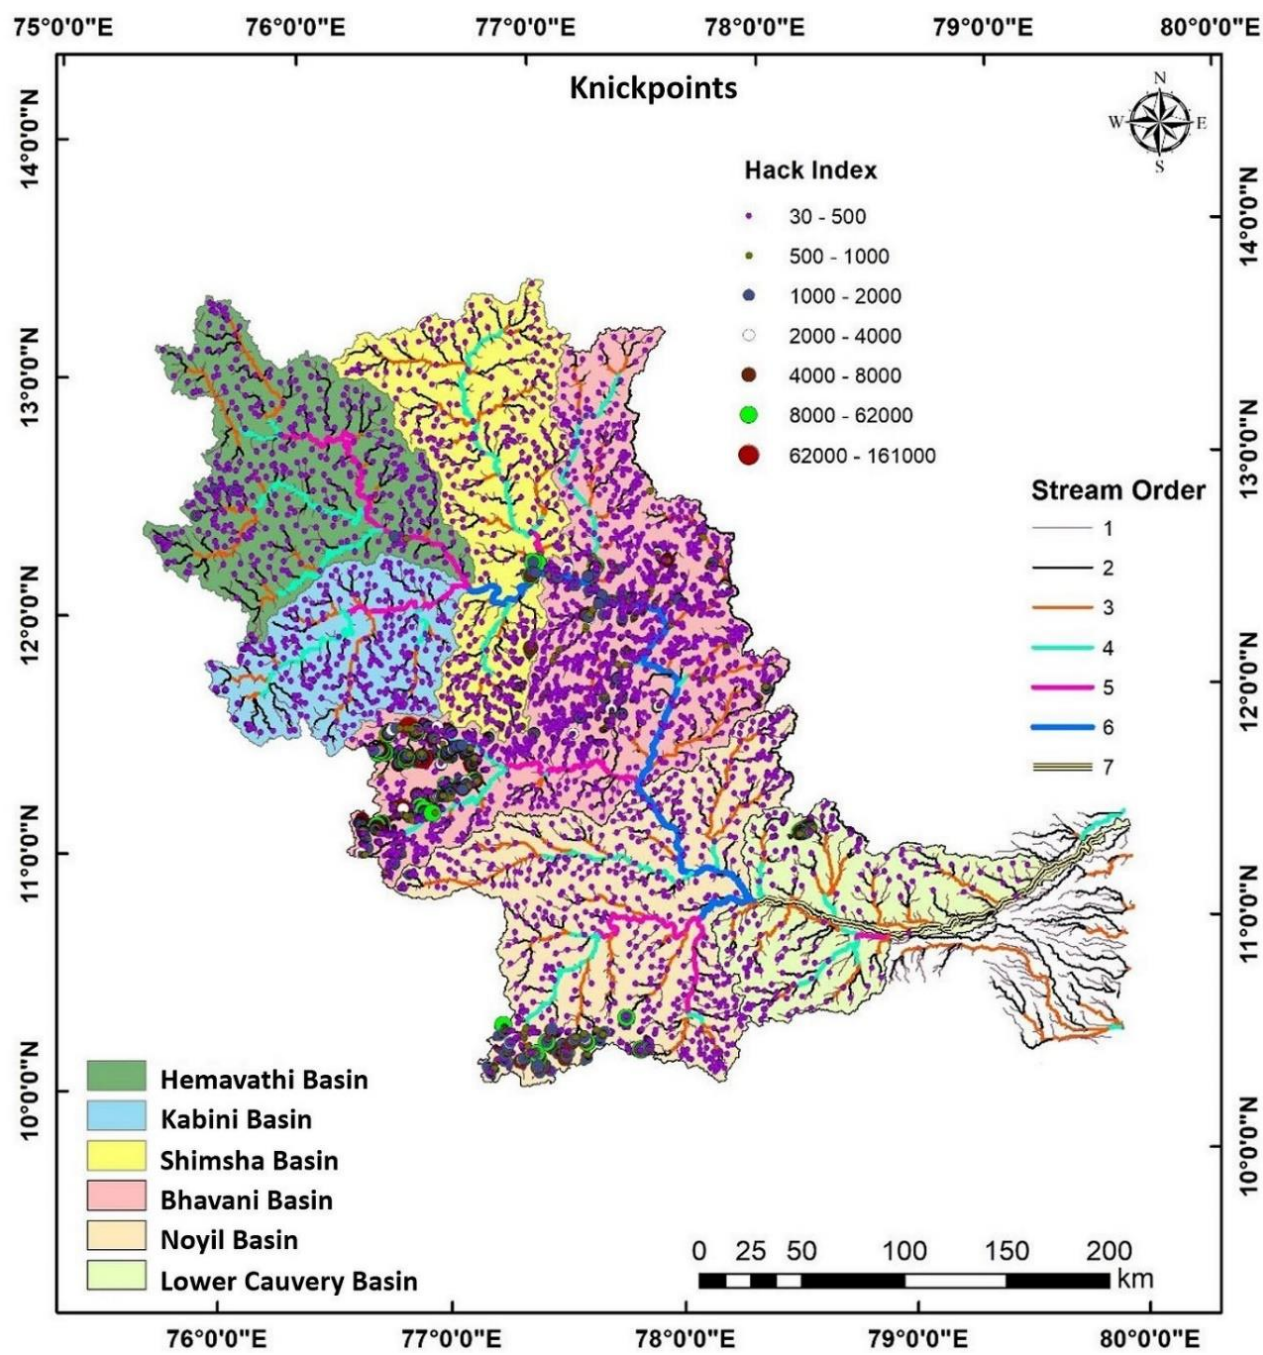 75°0'0"E 76°0'0"E 77°0'0"E 78°0'0"E 79°0'0"E 80°0'0"E
Knickpoints
N
W E
S
14°0'0"N
13°0'0"N
12°0'0"N
11°0'0"N
10°0'0"N
14°0'0"N
13°0'0"N
12°0'0"N
11°0'0"N
10°0'0"N
Hack Index
30 - 500
500 - 1000
1000 - 2000
2000 - 4000
4000 - 8000
8000 - 62000
62000 - 161000
Stream Order
1
2
3
4
5
6
7
Hemavathi Basin
Kabini Basin
Shimsha Basin
Bhavani Basin
Noyil Basin
Lower Cauvery Basin
0 25 50 100 150 200
km
76°0'0"E 77°0'0"E 78°0'0"E 79°0'0"E 80°0'0"E